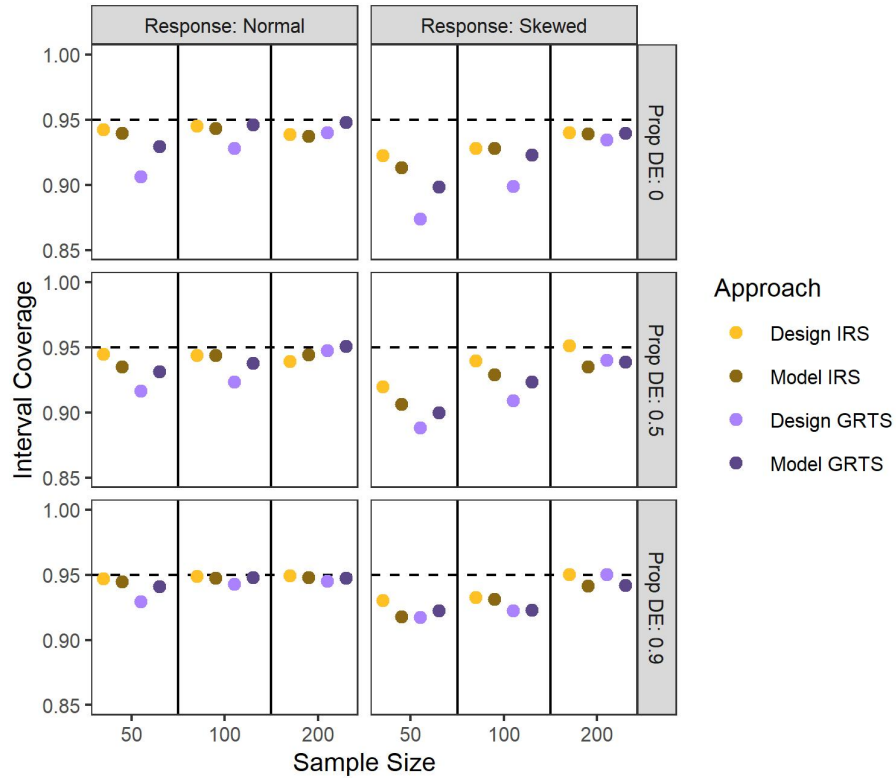 Response: Normal
Response: Skewed
1.00
0.95
0.90
0.85
Prop DE: 0
1.00
0.95
0.90
0.85
Prop DE: 0.5
1.00
0.95
0.90
0.85
Prop DE: 0.9
Interval Coverage
50
100
200
50
100
200
Sample Size
Approach
Design IRS
Model IRS
Design GRTS
Model GRTS